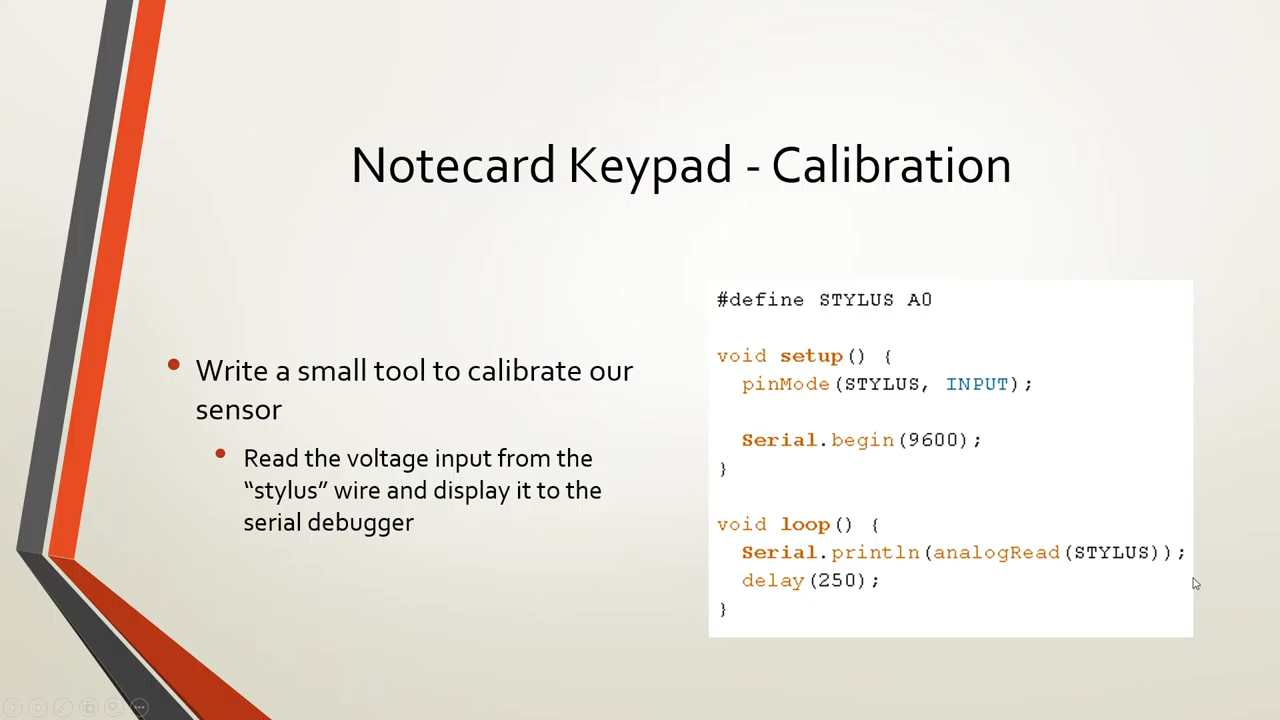 Notecard Keypad - Calibration
Write a small tool to calibrate our
sensor
Read the voltage input from the
“stylus” wire and display it to the
serial debugger
#define STYLUS A0
void setup() {
pinMode(STYLUS, INPUT);
Serial.begin(9600);
}
void loop() {
Serial.println(analogRead(STYLUS));
delay(250);
}